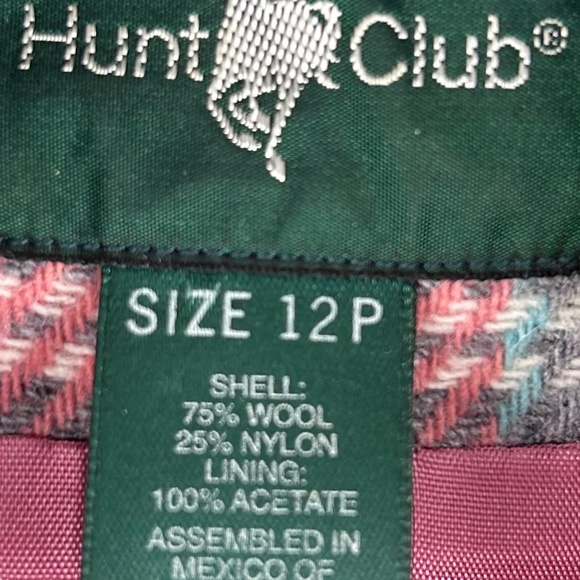 Hunt Club®
SIZE 12P
SHELL:
75% WOOL
25% NYLON
LINING:
100% ACETATE
ASSEMBLED IN
MEXICO OF